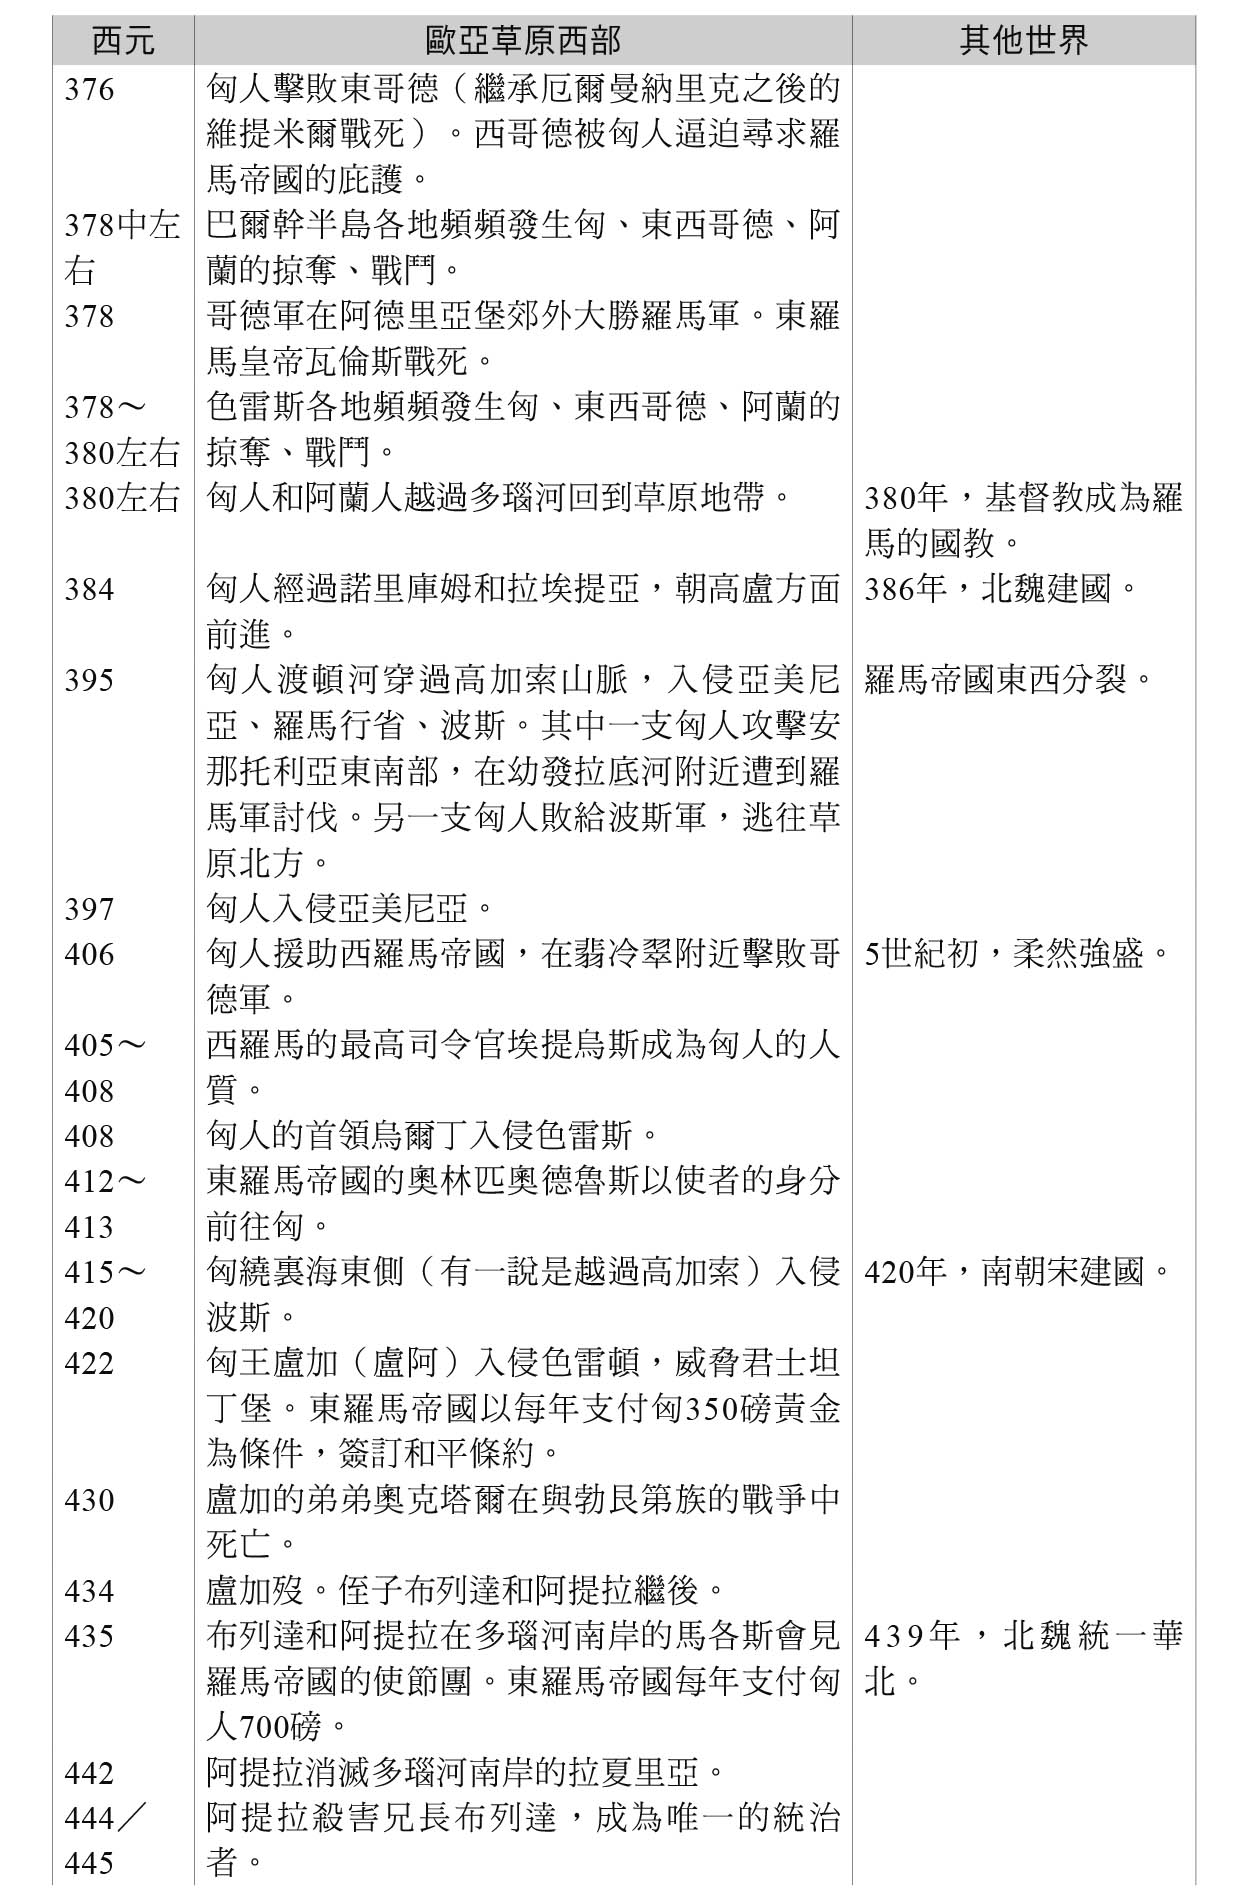 西元 歐亞草原西部 其他世界
376 匈人擊敗東哥德（繼承厄爾曼納里克之後的
維提米爾戰死）。西哥德被匈人逼迫尋求羅
馬帝國的庇護。
378中左 巴爾幹半島各地頻頻發生匈、東西哥德、阿
右 蘭的掠奪、戰鬥。
378 哥德軍在阿德里亞堡郊外大勝羅馬軍。東羅
馬皇帝瓦倫斯戰死。
378～ 色雷斯各地頻頻發生匈、東西哥德、阿蘭的
380左右 掠奪、戰鬥。
380左右 匈人和阿蘭人越過多瑙河回到草原地帶。 380年，基督教成為羅
馬的國教。
384 匈人經過諾里庫姆和拉埃提亞，朝高盧方面 386年，北魏建國。
前進。
395 匈人渡頓河穿過高加索山脈，入侵亞美尼 羅馬帝國東西分裂。
亞、羅馬行省、波斯。其中一支匈人攻擊安
那托利亞東南部，在幼發拉底河附近遭到羅
馬軍討伐。另一支匈人敗給波斯軍，逃往草
原北方。
397 匈人入侵亞美尼亞。
406 匈人援助西羅馬帝國，在翡冷翠附近擊敗哥 5世紀初，柔然強盛。
德軍。
405～ 西羅馬的最高司令官埃提烏斯成為匈人的人
408 質。
408 匈人的首領烏爾丁入侵色雷斯。
412～ 東羅馬帝國的奧林匹奧德魯斯以使者的身分
413 前往匈。
415～ 匈繞裏海東側（有一說是越過高加索）入侵 420年，南朝宋建國。
420 波斯。
422 匈王盧加（盧阿）入侵色雷頓，威脅君士坦
丁堡。東羅馬帝國以每年支付匈350磅黃金
為條件，簽訂和平條約。
430 盧加的弟弟奧克塔爾在與勃艮第族的戰爭中
死亡。
434 盧加歿。侄子布列達和阿提拉繼後。
435 布列達和阿提拉在多瑙河南岸的馬各斯會見 439年，北魏統一華
羅馬帝國的使節團。東羅馬帝國每年支付匈 北。
人700磅。
442 阿提拉消滅多瑙河南岸的拉夏里亞。
444／ 阿提拉殺害兄長布列達，成為唯一的統治
445 者。